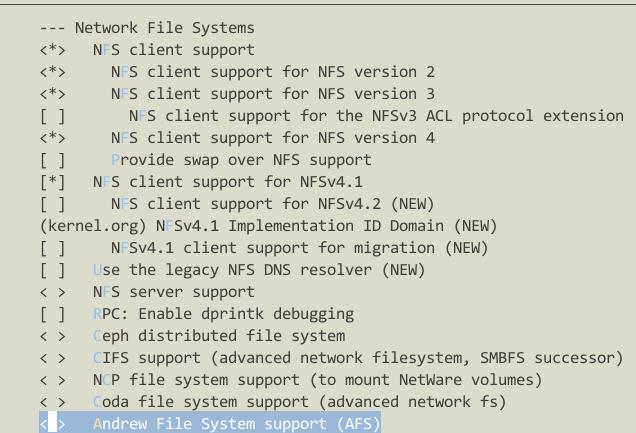 --- Network File Systems
<*> NFS client support
<*> NFS client support for NFS version 2
<*> NFS client support for NFS version 3
[ ] NFS client support for the NFSv3 ACL protocol extension
<*> NFS client support for NFS version 4
[ ] Provide swap over NFS support
[*] NFS client support for NFSv4.1
[ ] NFS client support for NFSv4.2 (NEW)
(kernel.org) NFSv4.1 Implementation ID Domain (NEW)
[ ] NFSv4.1 client support for migration (NEW)
[ ] Use the legacy NFS DNS resolver (NEW)
< > NFS server support
[ ] RPC: Enable dprintk debugging
< > Ceph distributed file system
< > CIFS support (advanced network filesystem, SMBFS successor)
< > NCP file system support (to mount NetWare volumes)
< > Coda file system support (advanced network fs)
< > Andrew File System support (AFS)